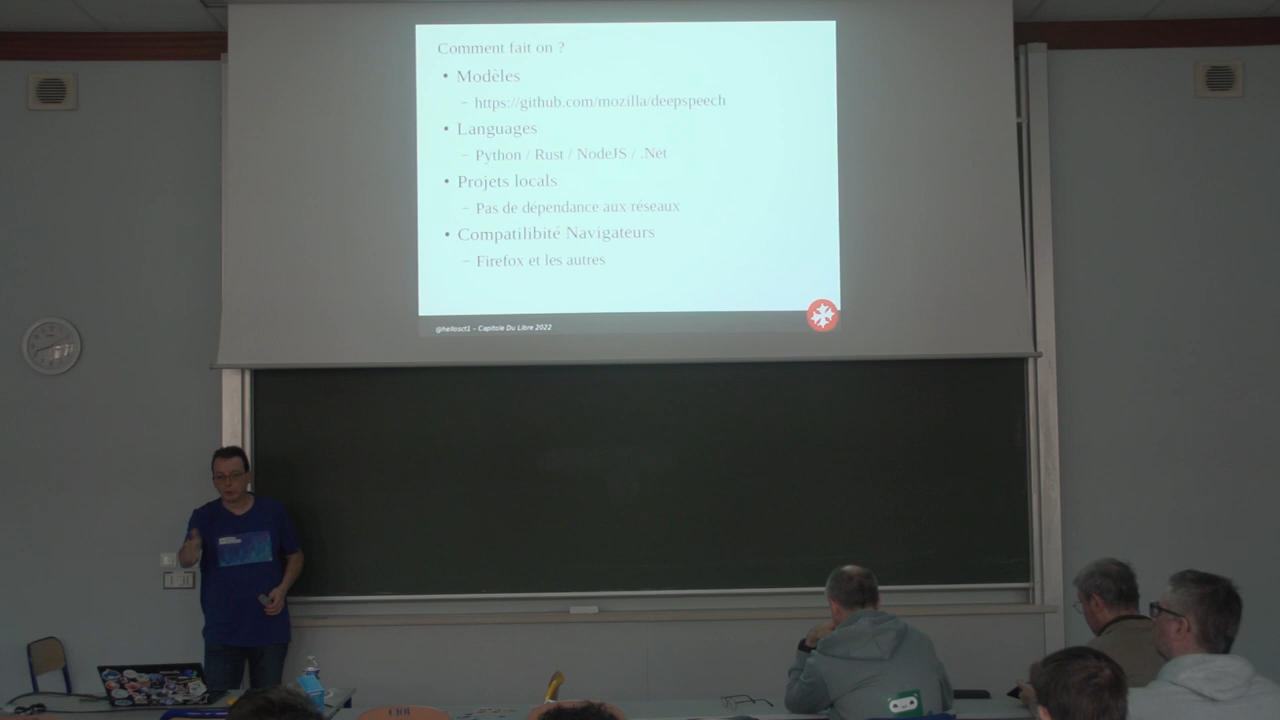 Comment fait on ?
• Modèles
– https://github.com/mozilla/deepspeech
• Languages
– Python / Rust / NodeJS / .Net
• Projets locals
– Pas de dépendance aux réseaux
• Compatilibité Navigateurs
– Firefox et les autres
@hellosct1 – Capitole Du Libre 2022